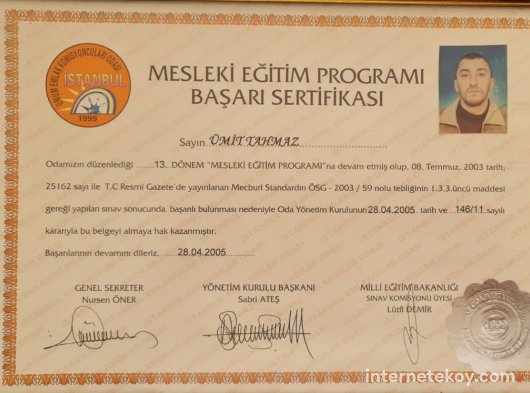 UMUM EMLAK KOMİSYONCULARI ODASI
İSTANBUL
1999
MESLEKİ EĞİTİM PROGRAMI
BAŞARI SERTİFİKASI
Sayın. ÜMİT TAHMAZ
Odamızın düzenlediği ......13... DÖNEM "MESLEKİ EĞİTİM PROGRAMI"na devam etmiş olup, 08. Temmuz. 2003 tarih,
25162 sayı ile T.C Resmi Gazete'de yayınlanan Mecburi Standardın ÖSG - 2003 / 59 nolu tebliğinin 1.3.3.üncü maddesi
gereği yapılan sınav sonucunda başarılı bulunması nedeniyle Oda Yönetim Kurulunun 28.04.2005 tarih ve ..146/11.sayılı
kararıyla bu belgeyi almaya hak kazanmıştır.
Başarılarının devamını dileriz. ....28.04.2005..........
GENEL SEKRETER
Nursen ÖNER
YÖNETİM KURULU BAŞKANI
Sabri ATEŞ
MİLLİ EĞİTİM BAKANLIĞI
SINAV KOMİSYONU ÜYESİ
Lütfi DEMİR
internetekoy.com